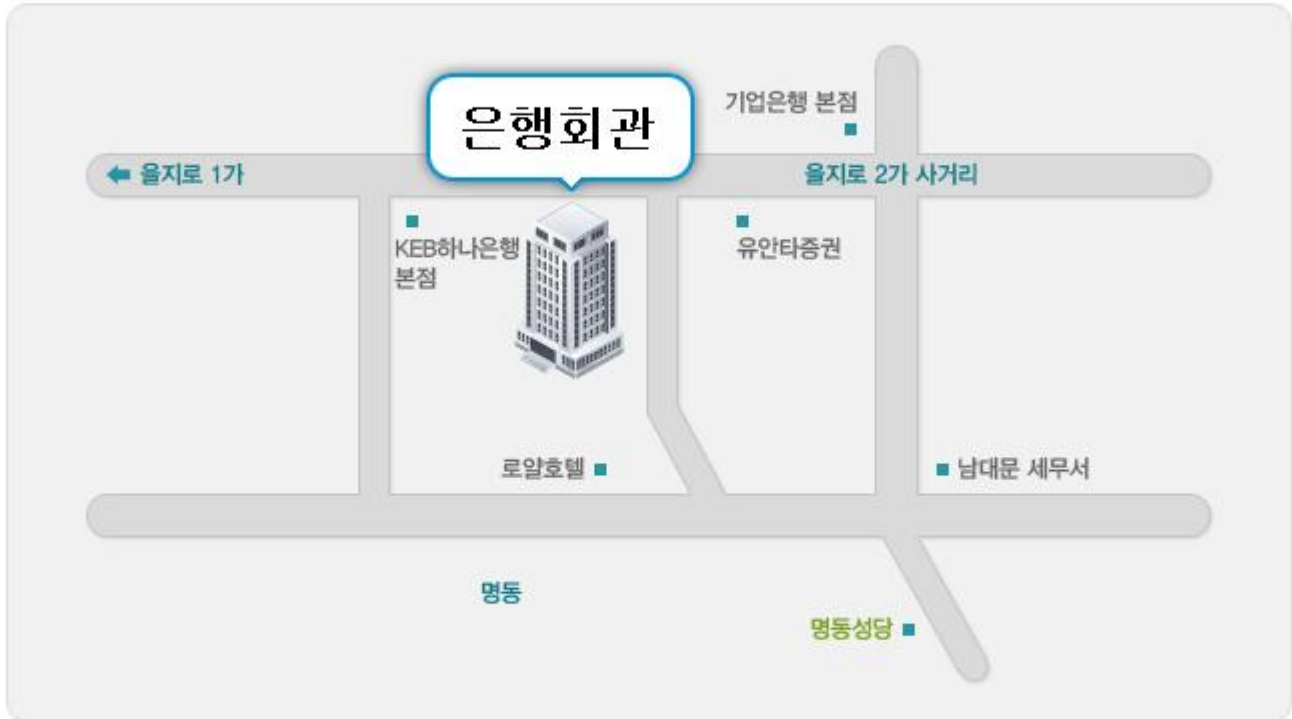 기업은행 본점
은행회관
을지로 1가
을지로 2가 사거리
KEB하나은행
본점
유안타증권
로얄호텔
남대문 세무서
명동
명동성당